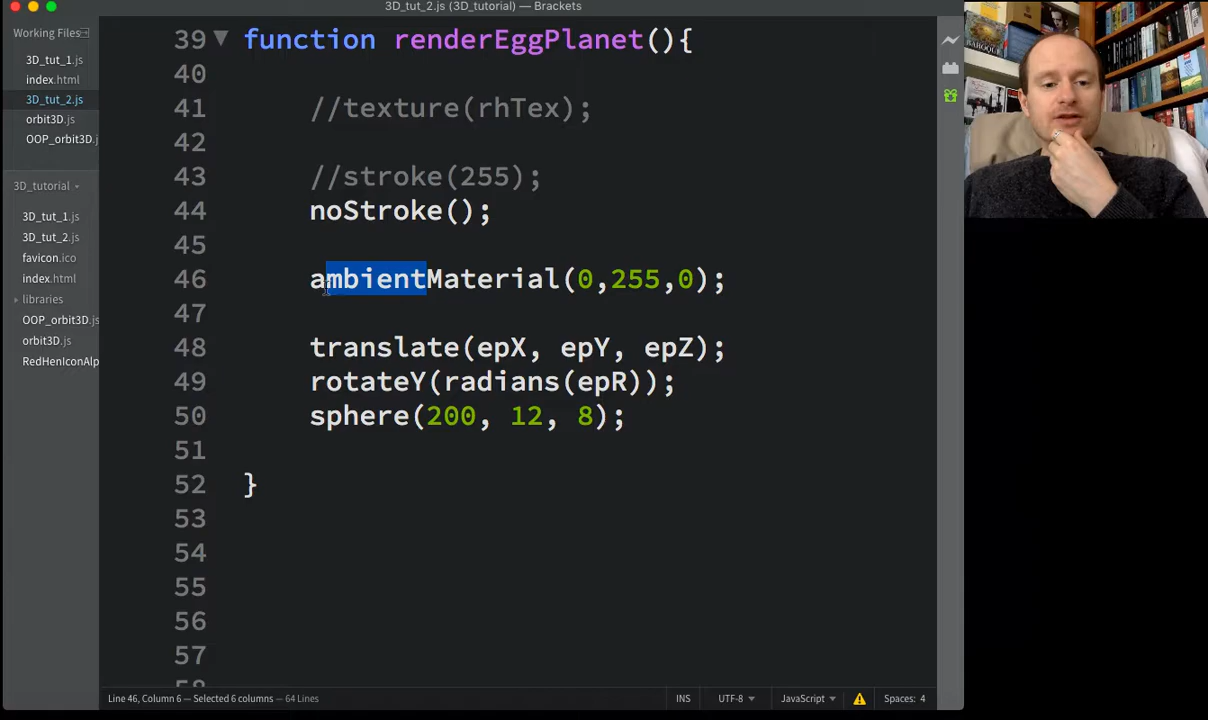 3D_tut_2.js (3D_tutorial) — Brackets
Working Files
3D_tut_1.js
index.html
3D_tut_2.js
orbit3D.js
OOP_orbit3D.j
3D_tutorial
3D_tut_1.js
3D_tut_2.js
favicon.ico
index.html
libraries
OOP_orbit3D.js
orbit3D.js
RedHenIconAlp
39 function renderEggPlanet(){
40
41 //texture(rhTex);
42
43 //stroke(255);
44 noStroke();
45
46 ambientMaterial(0,255,0);
47
48 translate(epX, epY, epZ);
49 rotateY(radians(epR));
50 sphere(200, 12, 8);
51
52 }
53
54
55
56
57
Line 46, Column 6 — Selected 6 columns — 64 Lines
INS
UTF-8
JavaScript
Spaces: 4
BAROQUE